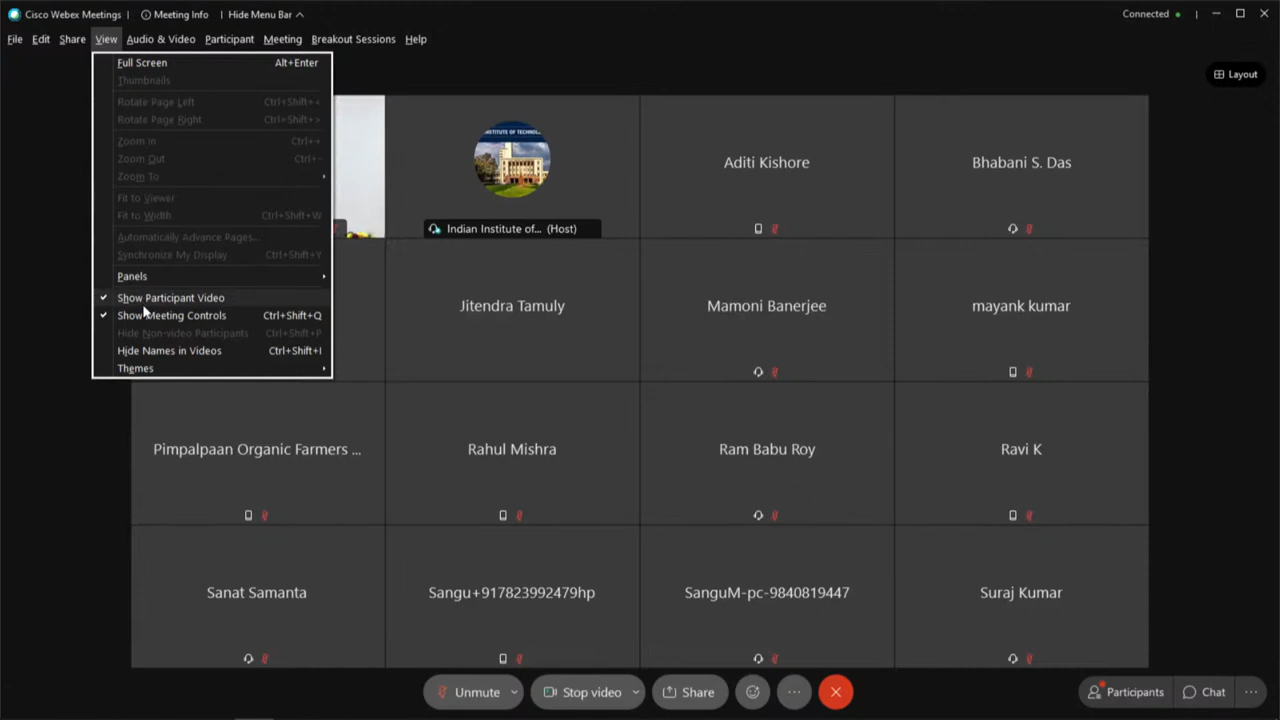 Cisco Webex Meetings | Meeting Info | Hide Menu Bar
Connected
File Edit Share View Audio & Video Participant Meeting Breakout Sessions Help
Full Screen Alt+Enter
Thumbnails
Rotate Page Left Ctrl+Shift+<
Rotate Page Right Ctrl+Shift+>
Zoom In Ctrl++
Zoom Out Ctrl+-
Zoom To
Fit to Viewer
Fit to Width Ctrl+Shift+W
Automatically Advance Pages...
Synchronize My Display Ctrl+Shift+Y
Panels
Show Participant Video
Show Meeting Controls Ctrl+Shift+Q
Hide Non-video Participants Ctrl+Shift+P
Hide Names in Videos Ctrl+Shift+I
Themes
Layout
INSTITUTE OF TECHNOL
Indian Institute of... (Host)
Aditi Kishore
Bhabani S. Das
Jitendra Tamuly
Mamoni Banerjee
mayank kumar
Pimpalpaan Organic Farmers ...
Rahul Mishra
Ram Babu Roy
Ravi K
Sanat Samanta
Sangu+917823992479hp
SanguM-pc-9840819447
Suraj Kumar
Unmute
Stop video
Share
Participants
Chat